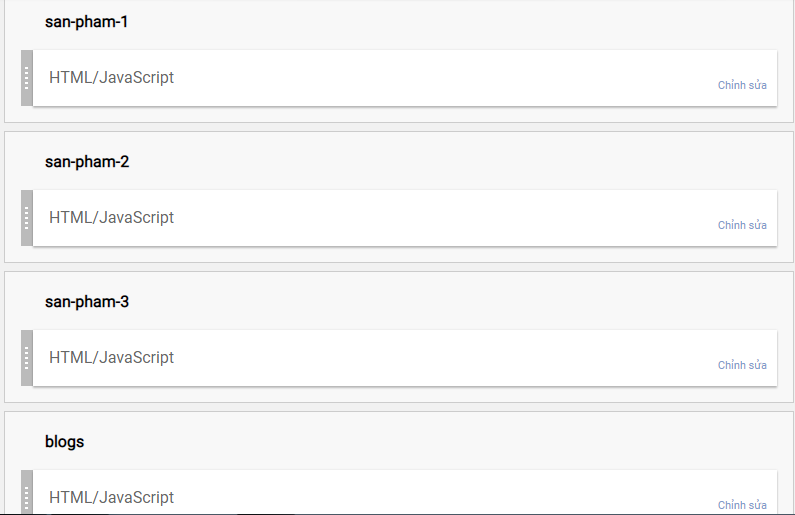 san-pham-1
HTML/JavaScript
Chỉnh sửa
san-pham-2
HTML/JavaScript
Chỉnh sửa
san-pham-3
HTML/JavaScript
Chỉnh sửa
blogs
HTML/JavaScript
Chỉnh sửa